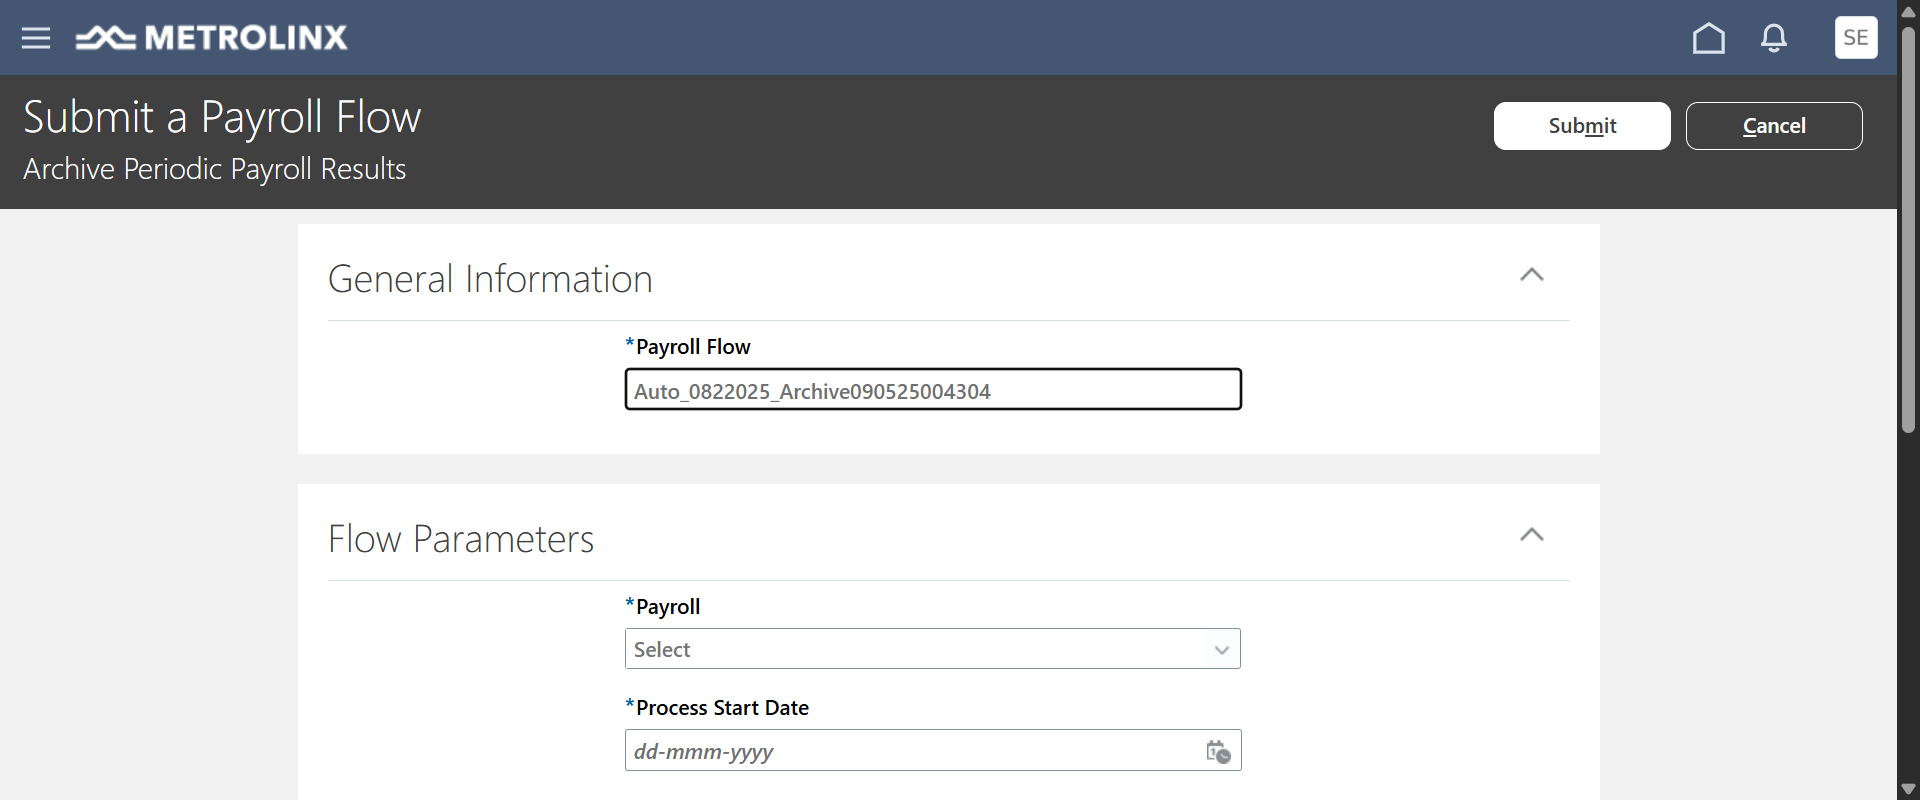 METROLINX
SE
Submit a Payroll Flow
Archive Periodic Payroll Results
Submit
Cancel
General Information
*Payroll Flow
Auto_0822025_Archive090525004304
Flow Parameters
*Payroll
Select
*Process Start Date
dd-mmm-yyyy